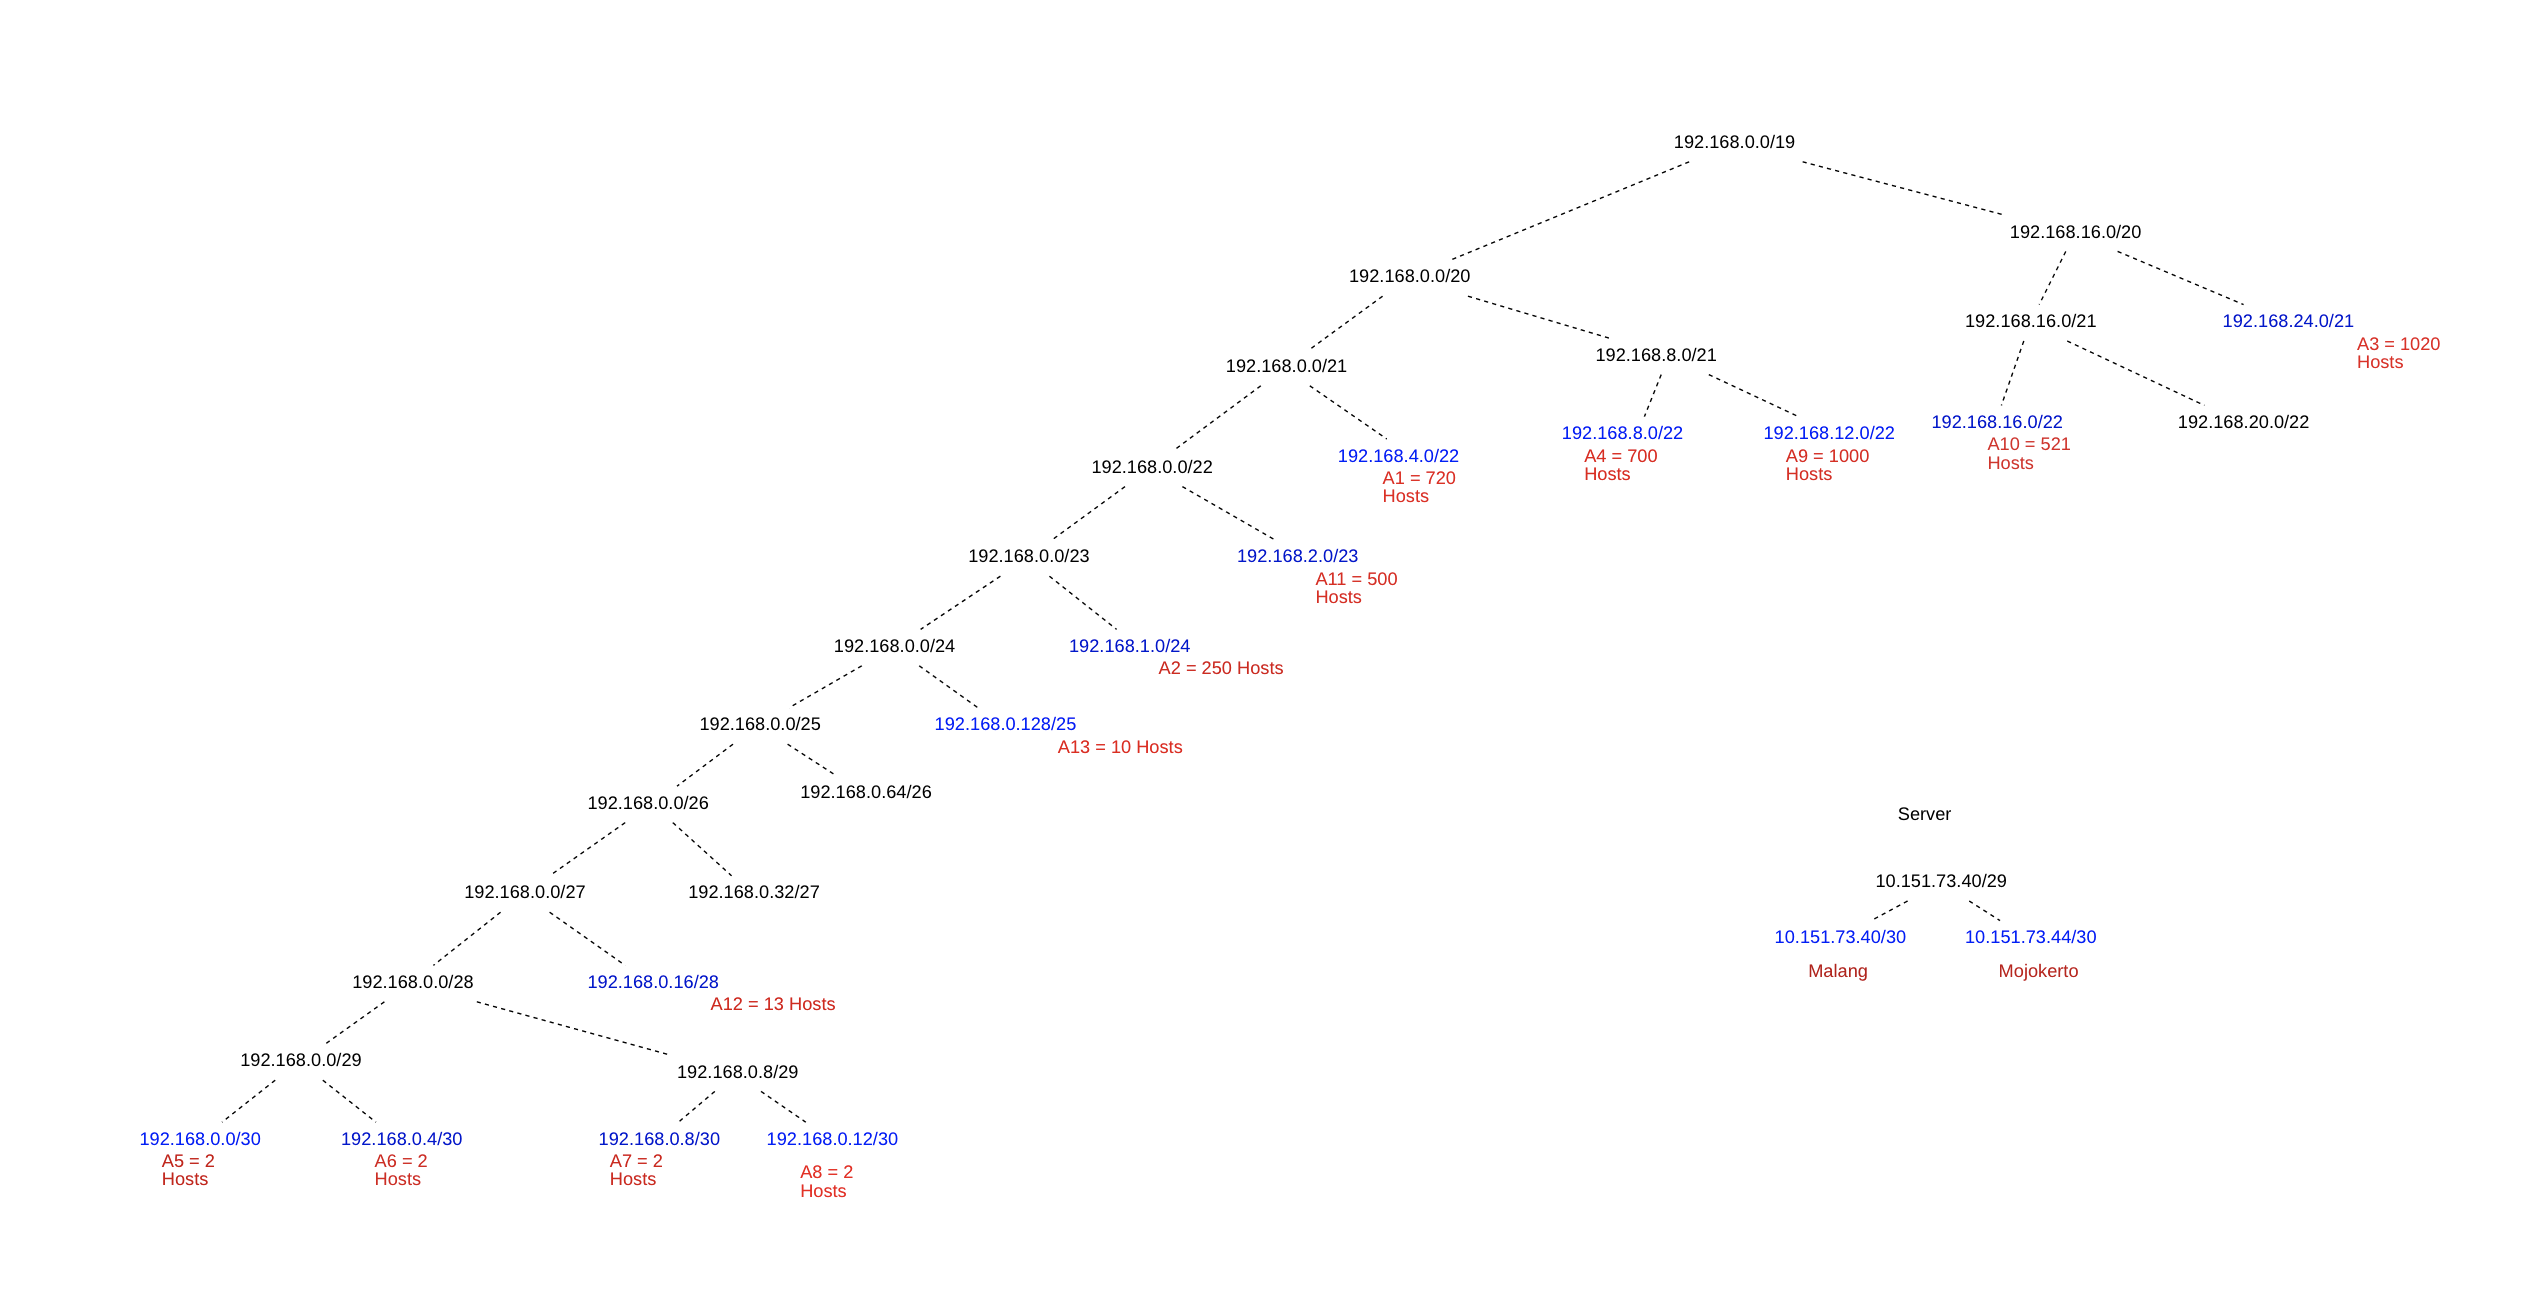 192.168.0.0/19
192.168.16.0/20
192.168.0.0/20
192.168.16.0/21
192.168.24.0/21
A3 = 1020
Hosts
192.168.8.0/21
192.168.0.0/21
192.168.16.0/22
A10 = 521
Hosts
192.168.20.0/22
192.168.8.0/22
A4 = 700
Hosts
192.168.12.0/22
A9 = 1000
Hosts
192.168.4.0/22
A1 = 720
Hosts
192.168.0.0/22
192.168.0.0/23
192.168.2.0/23
A11 = 500
Hosts
192.168.0.0/24
192.168.1.0/24
A2 = 250 Hosts
192.168.0.0/25
192.168.0.128/25
A13 = 10 Hosts
192.168.0.64/26
192.168.0.0/26
192.168.0.0/27
192.168.0.32/27
192.168.0.0/28
192.168.0.16/28
A12 = 13 Hosts
192.168.0.0/29
192.168.0.8/29
192.168.0.0/30
A5 = 2
Hosts
192.168.0.4/30
A6 = 2
Hosts
192.168.0.8/30
A7 = 2
Hosts
192.168.0.12/30
A8 = 2
Hosts
Server
10.151.73.40/29
10.151.73.40/30
10.151.73.44/30
Malang
Mojokerto